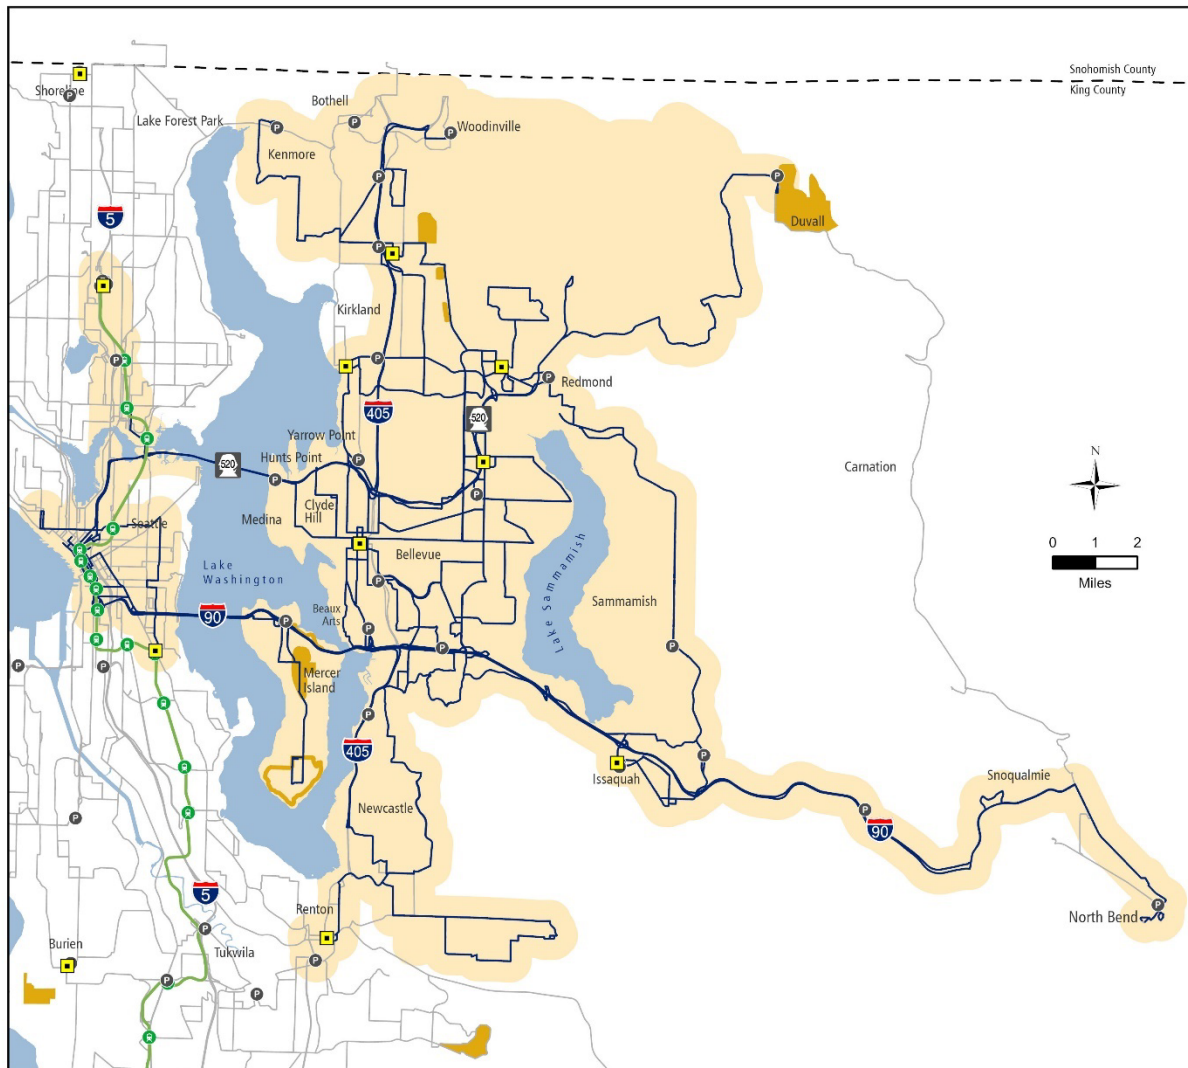 Snohomish County
King County
Shoreline
P
Bothell
Lake Forest Park
P
P
Woodinville
P
Kenmore
P
P
5
Duvall
P
Kirkland
P
P
P
Redmond
405
520
Yarrow Point
Hunts Point
P
520
P
Carnation
N
P
Medina
Clyde
Hill
Seattle
Bellevue
0 1 2
Miles
Lake
Washington
P
Lake Sammamish
Sammamish
Beaux
Arts
90
P
P
P
P
P
P
Mercer
Island
P
405
P
Issaquah
Snoqualmie
P
Newcastle
P
90
5
Renton
P
North Bend
P
Burien
Tukwila
P
P
P